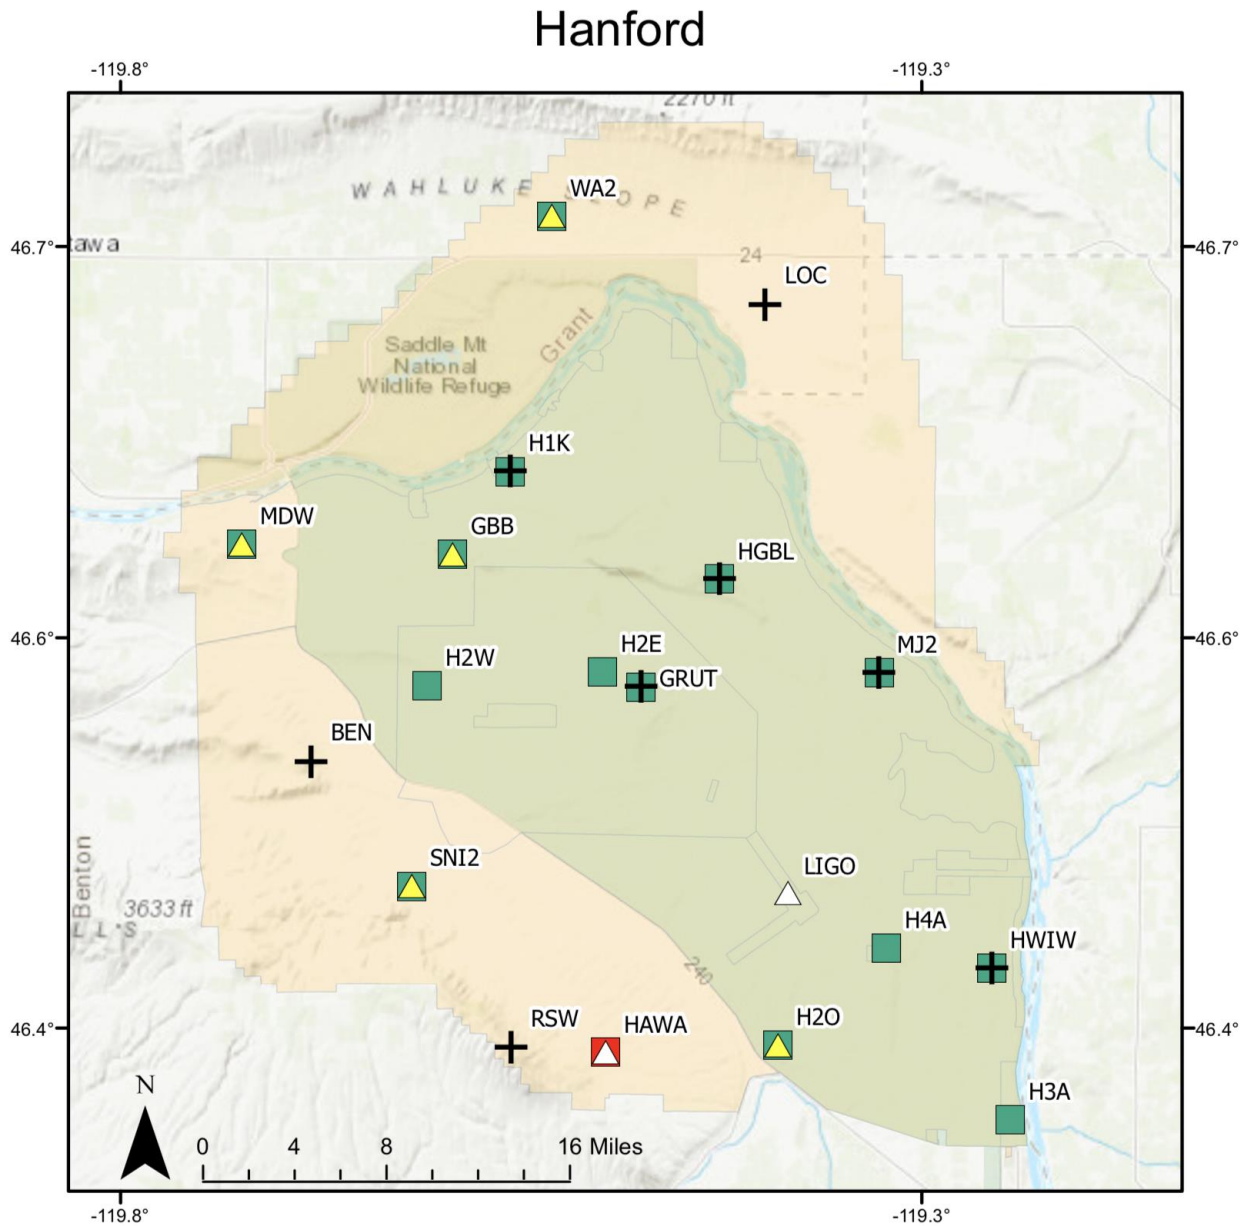 Hanford
-119.8°
-119.3°
2270 ft
WAHLUKE SLOPE
WA2
46.7°
tawa
46.7°
24
LOC
Grant
Saddle Mt
National
Wildlife Refuge
H1K
MDW
GBB
HGBL
46.6°
46.6°
H2E
MJ2
H2W
GRUT
BEN
SNI2
LIGO
Benton
3633 ft
LL'S
H4A
HWIW
240
46.4°
46.4°
RSW
HAWA
H2O
N
H3A
0 4 8 16 Miles
-119.8°
-119.3°